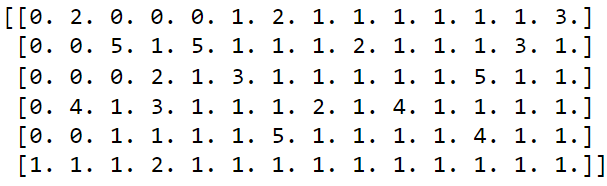 [[0. 2. 0. 0. 0. 1. 2. 1. 1. 1. 1. 1. 1. 3.]
[0. 0. 5. 1. 5. 1. 1. 1. 2. 1. 1. 1. 3. 1.]
[0. 0. 0. 2. 1. 3. 1. 1. 1. 1. 1. 5. 1. 1.]
[0. 4. 1. 3. 1. 1. 1. 2. 1. 4. 1. 1. 1. 1.]
[0. 0. 1. 1. 1. 1. 5. 1. 1. 1. 1. 4. 1. 1.]
[1. 1. 1. 2. 1. 1. 1. 1. 1. 1. 1. 1. 1. 1.]]